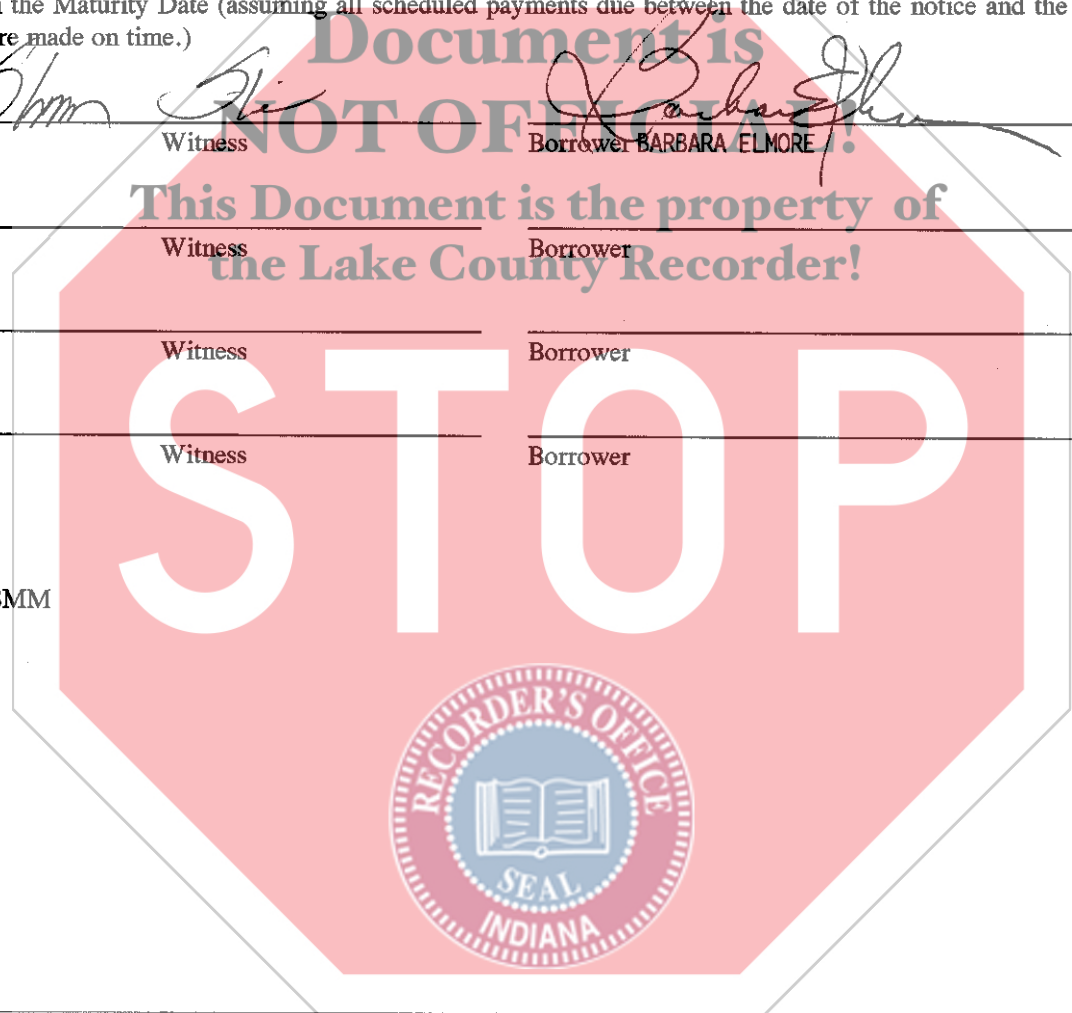 the Maturity Date (assuming all scheduled payments due between the date of the notice and the
re made on time.)
Document is
NOT OFFICIAL!
Witness
Borrower BARBARA ELMORE
This Document is the property of
the Lake County Recorder!
Witness
Borrower
Witness
Borrower
Witness
Borrower
STOP
MM
RECORDER'S OFFICE
SEAL
INDIANA